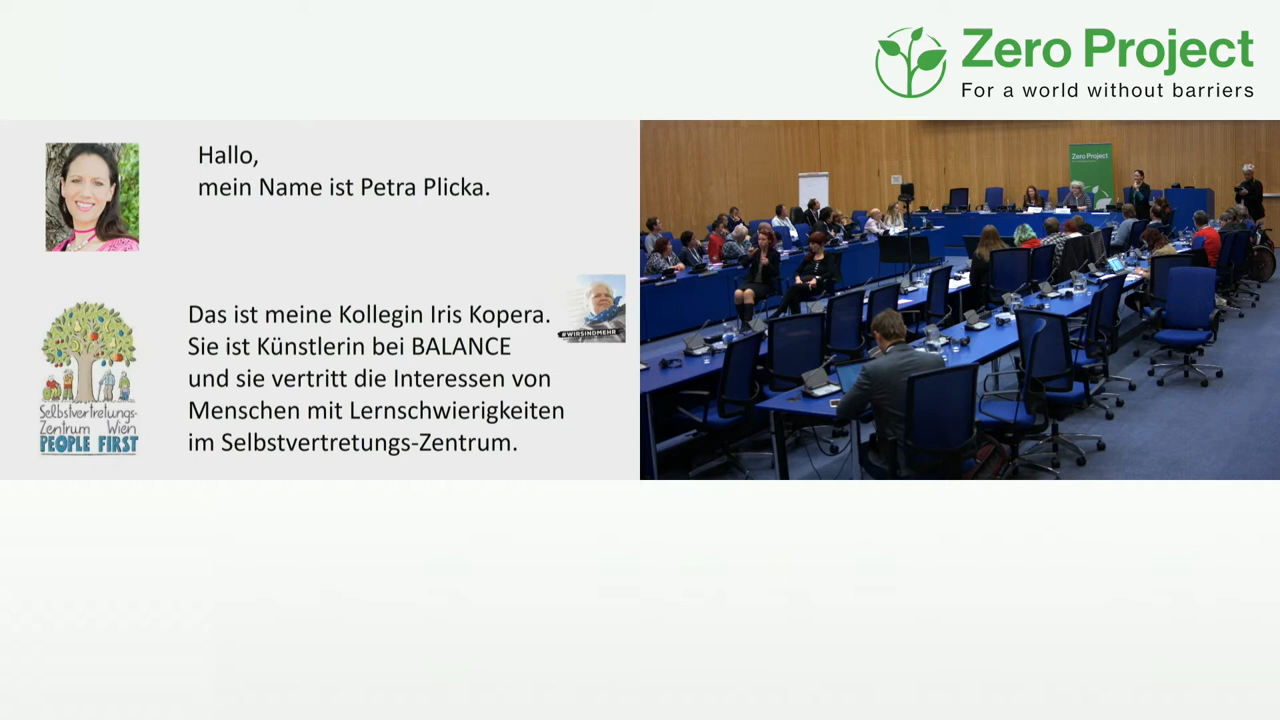 Zero Project
For a world without barriers
Hallo,
mein Name ist Petra Plicka.
Das ist meine Kollegin Iris Kopera.
Sie ist Künstlerin bei BALANCE
und sie vertritt die Interessen von
Menschen mit Lernschwierigkeiten
im Selbstvertretungs-Zentrum.
#WIRSINDMEHR
Selbstvertretungs-
Zentrum Wien
PEOPLE FIRST
Zero Project